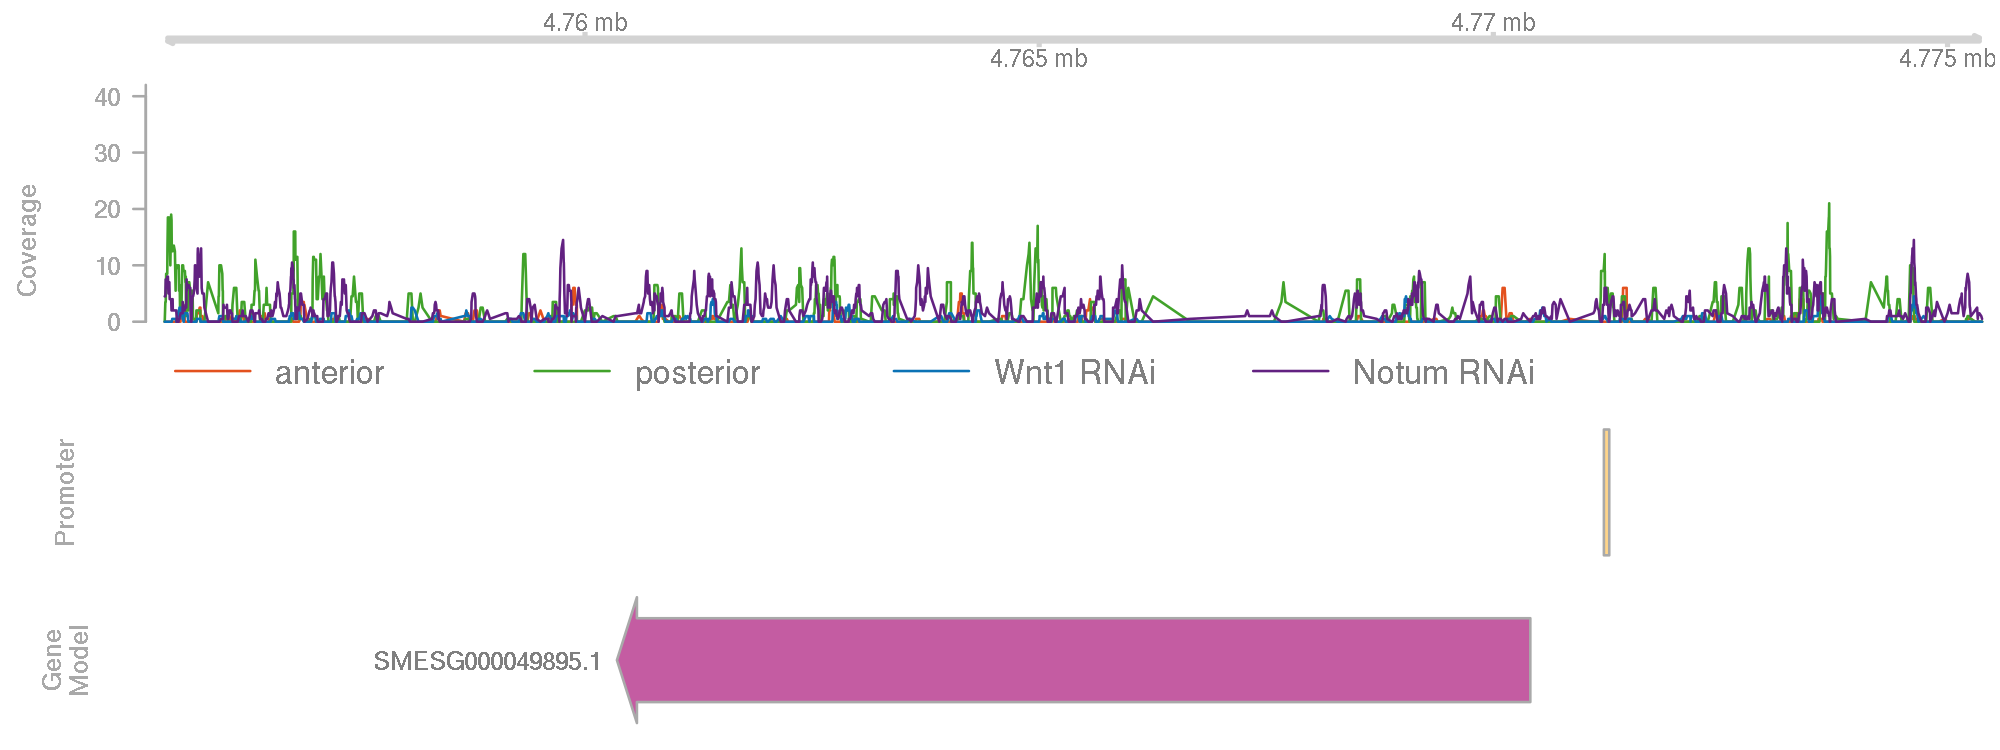 4.76 mb
4.77 mb
4.765 mb
4.775 mb
40
30
20
10
0
Coverage
anterior
posterior
Wnt1 RNAi
Notum RNAi
Promoter
Gene
Model
SMESG000049895.1